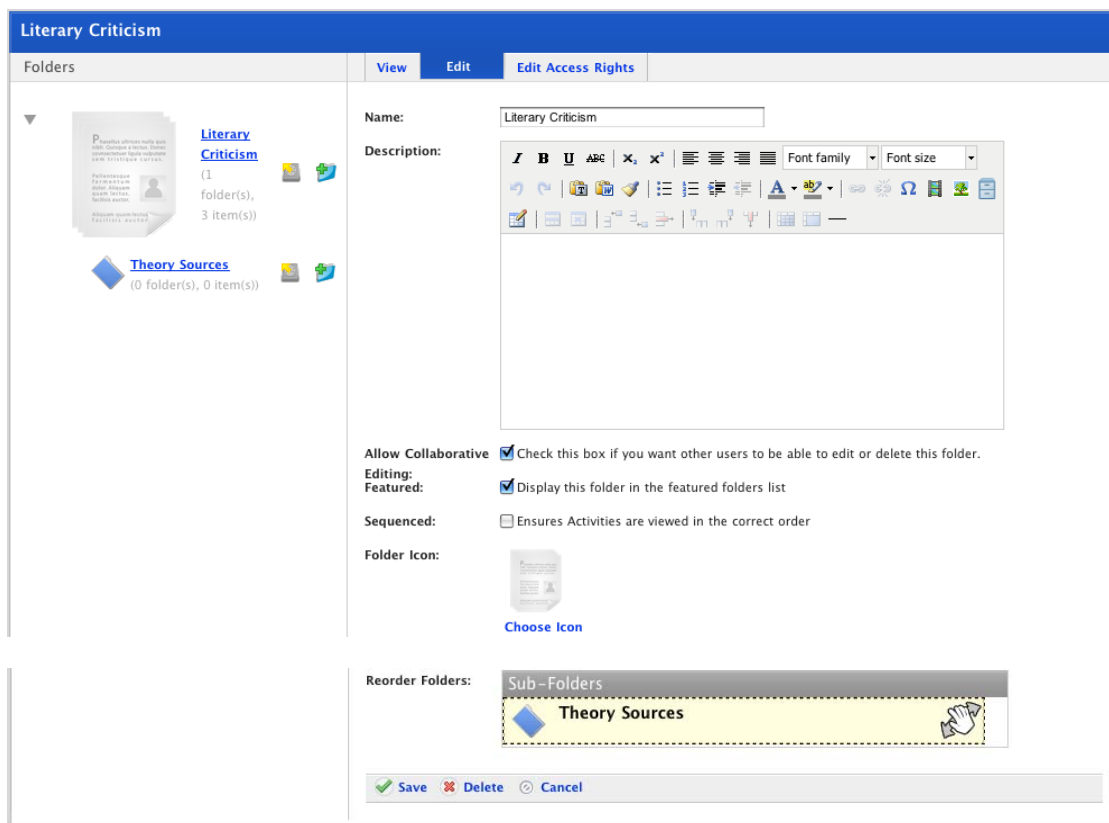 Literary Criticism
Folders
View
Edit
Edit Access Rights
Literary
Criticism
(1
folder(s),
3 item(s))
Theory Sources
(0 folder(s), 0 item(s))
Name:
Literary Criticism
Description:
I B U ABC x₂ x² Font family Font size
A ab Ω
Allow Collaborative
Editing:
Check this box if you want other users to be able to edit or delete this folder.
Featured:
Display this folder in the featured folders list
Sequenced:
Ensures Activities are viewed in the correct order
Folder Icon:
Choose Icon
Reorder Folders:
Sub-Folders
Theory Sources
Save
Delete
Cancel